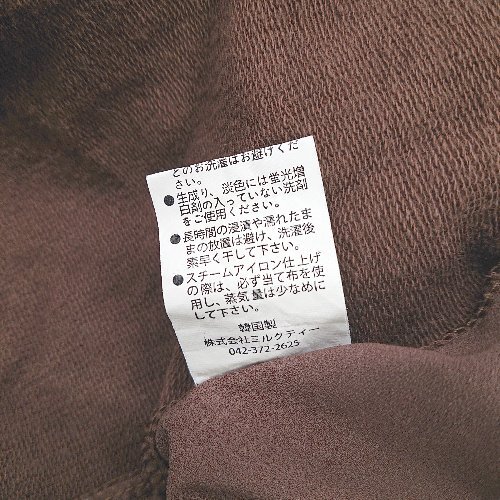 とのお洗濯はお避けくだ
さい。
●生成り、淡色には蛍光増
白剤の入っていない洗剤
をご使用ください。
●長時間の浸漬や濡れたま
まの放置は避け、洗濯後
素早く干して下さい。
●スチームアイロン仕上げ
の際は、必ず当て布を使
用し、蒸気量は少なめに
して下さい。
韓国製
株式会社ミルクティー
042-372-2625